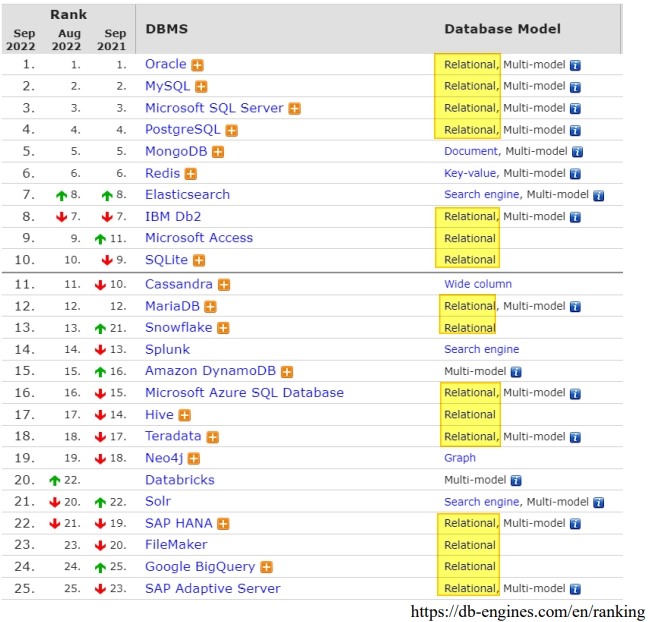 Rank
Sep 2022 Aug 2022 Sep 2021 DBMS Database Model
1. 1. 1. Oracle Relational, Multi-model
2. 2. 2. MySQL Relational, Multi-model
3. 3. 3. Microsoft SQL Server Relational, Multi-model
4. 4. 4. PostgreSQL Relational, Multi-model
5. 5. 5. MongoDB Document, Multi-model
6. 6. 6. Redis Key-value, Multi-model
7. 8. 8. Elasticsearch Search engine, Multi-model
8. 7. 7. IBM Db2 Relational, Multi-model
9. 9. 11. Microsoft Access Relational
10. 10. 9. SQLite Relational
11. 11. 10. Cassandra Wide column
12. 12. 12. MariaDB Relational, Multi-model
13. 13. 21. Snowflake Relational
14. 14. 13. Splunk Search engine
15. 15. 16. Amazon DynamoDB Multi-model
16. 16. 15. Microsoft Azure SQL Database Relational, Multi-model
17. 17. 14. Hive Relational
18. 18. 17. Teradata Relational, Multi-model
19. 19. 18. Neo4j Graph
20. 22. Databricks Multi-model
21. 20. 22. Solr Search engine, Multi-model
22. 21. 19. SAP HANA Relational, Multi-model
23. 23. 20. FileMaker Relational
24. 24. 25. Google BigQuery Relational
25. 25. 23. SAP Adaptive Server Relational, Multi-model
https://db-engines.com/en/ranking